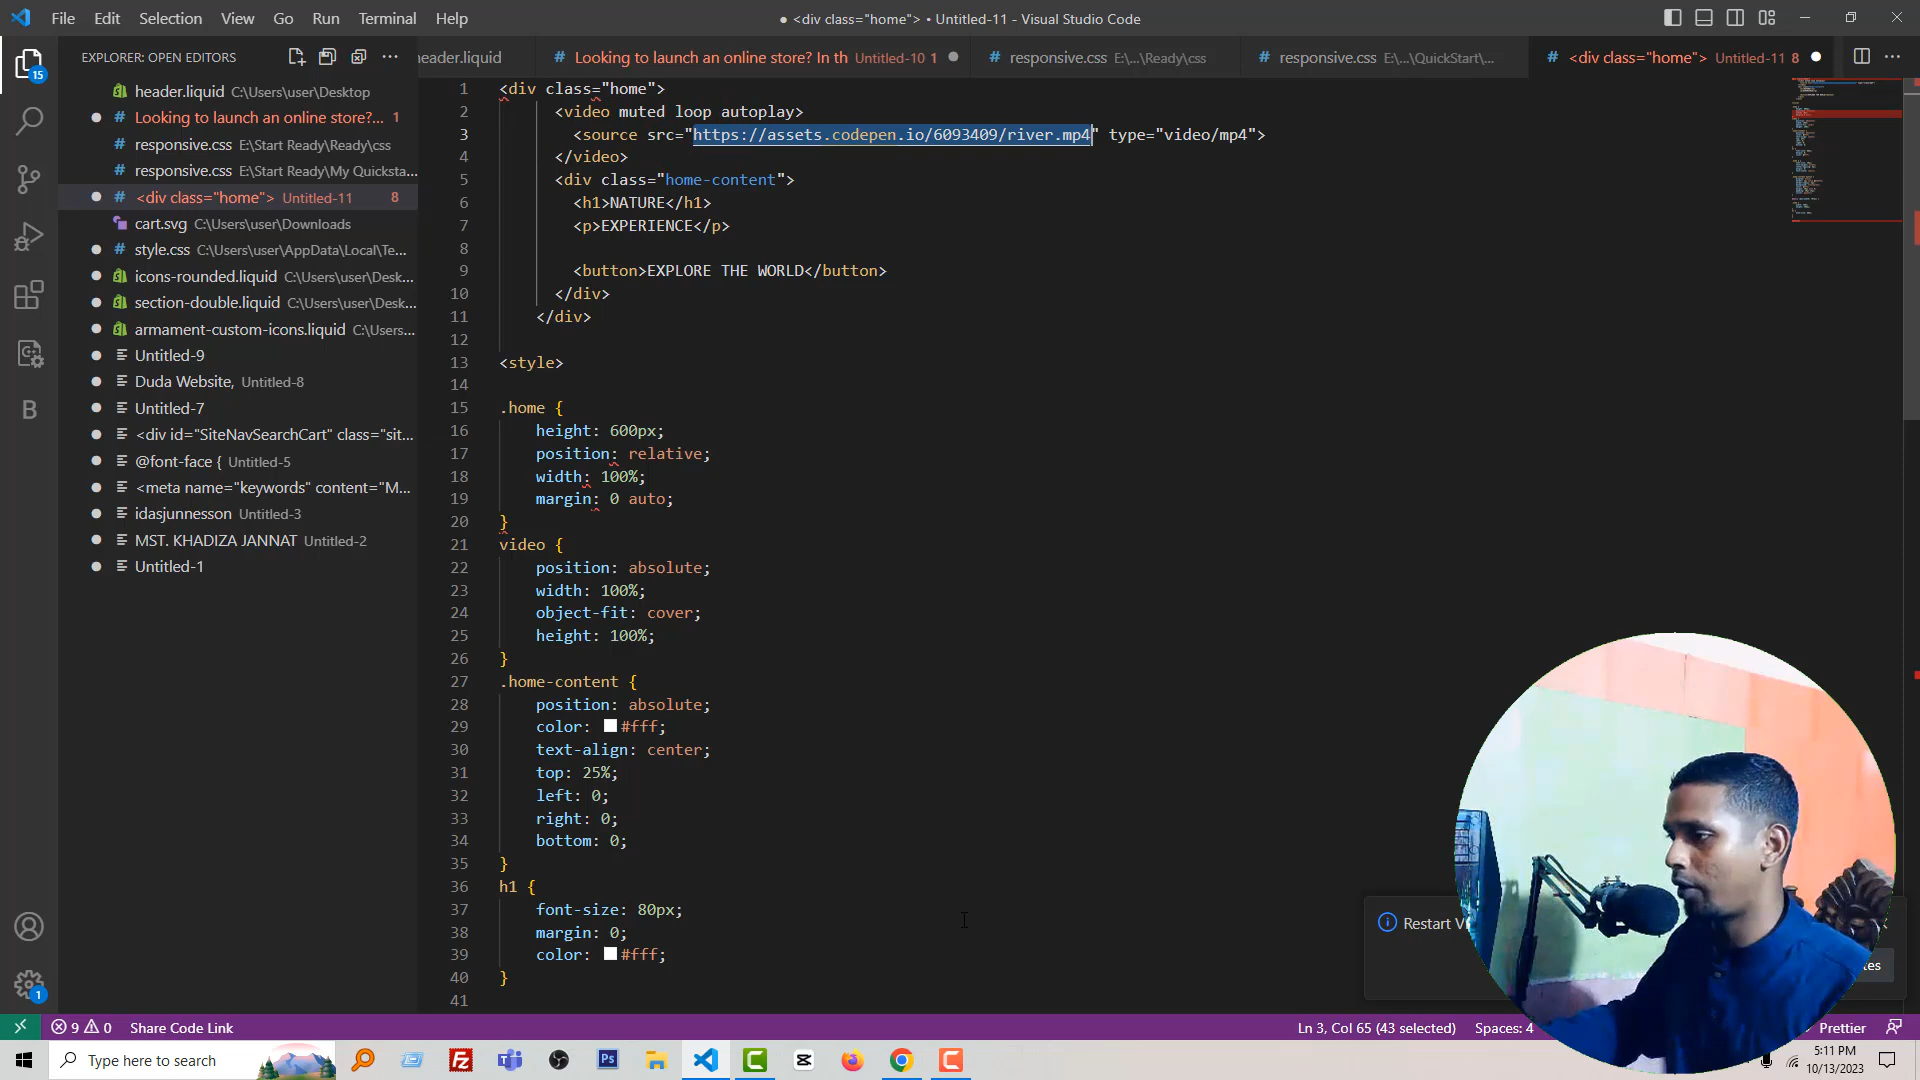 File Edit Selection View Go Run Terminal Help
● <div class="home"> • Untitled-11 - Visual Studio Code
15
EXPLORER: OPEN EDITORS
header.liquid C:\Users\user\Desktop
Looking to launch an online store?... 1
responsive.css E:\Start Ready\Ready\css
responsive.css E:\Start Ready\My Quicksta...
# <div class="home"> Untitled-11 8
cart.svg C:\Users\user\Downloads
# style.css C:\Users\user\AppData\Local\Te...
icons-rounded.liquid C:\Users\user\Desk...
section-double.liquid C:\Users\user\Desk...
armament-custom-icons.liquid C:\Users...
Untitled-9
Duda Website, Untitled-8
Untitled-7
<div id="SiteNavSearchCart" class="sit...
@font-face { Untitled-5
<meta name="keywords" content="M...
idasjunnesson Untitled-3
MST. KHADIZA JANNAT Untitled-2
Untitled-1
header.liquid
# Looking to launch an online store? In th Untitled-10 1
# responsive.css E:\...\Ready\css
# responsive.css E:\...\QuickStart\...
# <div class="home"> Untitled-11 8
1 <div class="home">
2 <video muted loop autoplay>
3 <source src="https://assets.codepen.io/6093409/river.mp4" type="video/mp4">
4 </video>
5 <div class="home-content">
6 <h1>NATURE</h1>
7 <p>EXPERIENCE</p>
8
9 <button>EXPLORE THE WORLD</button>
10 </div>
11 </div>
12
13 <style>
14
15 .home {
16 height: 600px;
17 position: relative;
18 width: 100%;
19 margin: 0 auto;
20 }
21 video {
22 position: absolute;
23 width: 100%;
24 object-fit: cover;
25 height: 100%;
26 }
27 .home-content {
28 position: absolute;
29 color: #fff;
30 text-align: center;
31 top: 25%;
32 left: 0;
33 right: 0;
34 bottom: 0;
35 }
36 h1 {
37 font-size: 80px;
38 margin: 0;
39 color: #fff;
40 }
41
Restart
1
9 0 Share Code Link
Ln 3, Col 65 (43 selected) Spaces: 4 Prettier
Type here to search
5:11 PM
10/13/2023